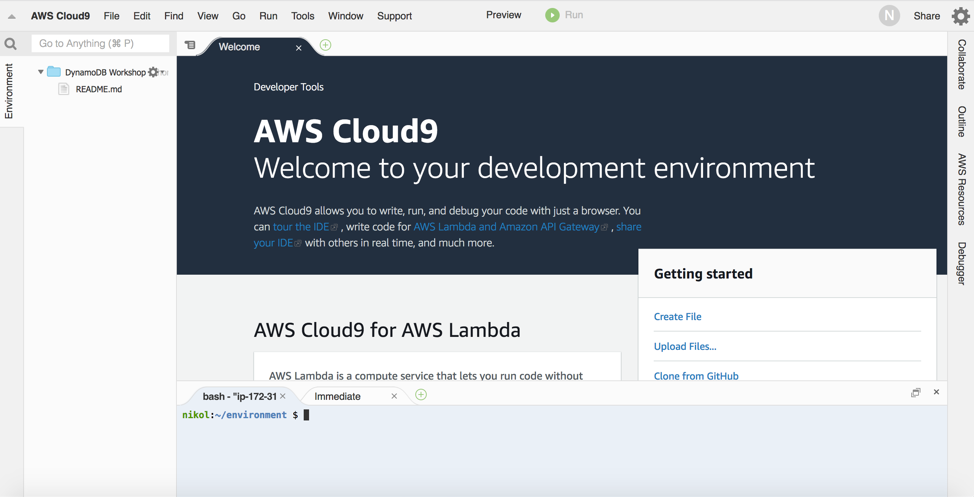 AWS Cloud9 File Edit Find View Go Run Tools Window Support Preview Run N Share
Go to Anything (⌘ P)
Environment
DynamoDB Workshop
README.md
Welcome
Developer Tools
AWS Cloud9
Welcome to your development environment
AWS Cloud9 allows you to write, run, and debug your code with just a browser. You
can tour the IDE , write code for AWS Lambda and Amazon API Gateway , share
your IDE with others in real time, and much more.
Getting started
Create File
Upload Files...
Clone from GitHub
AWS Cloud9 for AWS Lambda
AWS Lambda is a compute service that lets you run code without
bash - "ip-172-31 Immediate
nikol:~/environment $
Collaborate
Outline
AWS Resources
Debugger